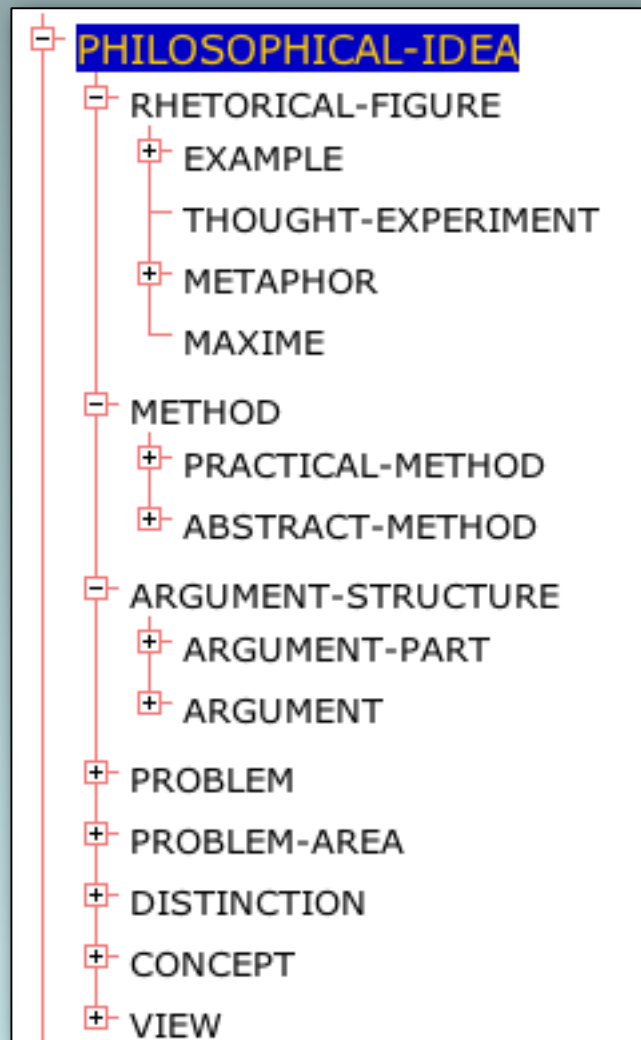 PHILOSOPHICAL-IDEA
RHETORICAL-FIGURE
EXAMPLE
THOUGHT-EXPERIMENT
METAPHOR
MAXIME
METHOD
PRACTICAL-METHOD
ABSTRACT-METHOD
ARGUMENT-STRUCTURE
ARGUMENT-PART
ARGUMENT
PROBLEM
PROBLEM-AREA
DISTINCTION
CONCEPT
VIEW